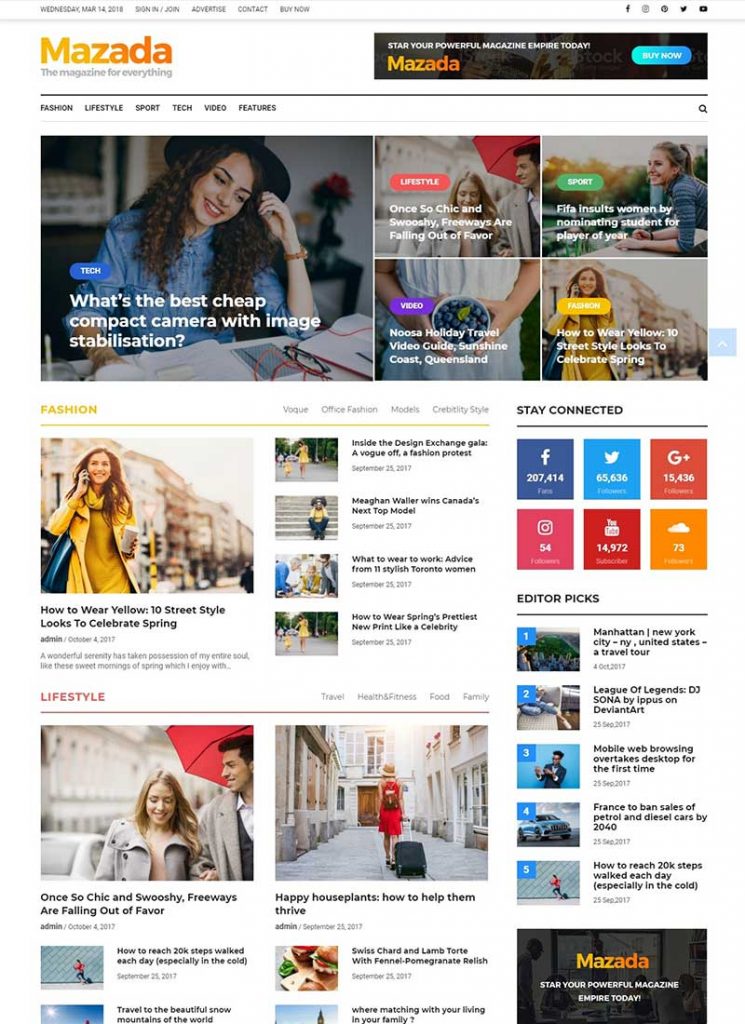 WEDNESDAY, MAR 14, 2018 SIGN IN / JOIN ADVERTISE CONTACT BUY NOW
Mazada
The magazine for everything
STAR YOUR POWERFUL MAGAZINE EMPIRE TODAY!
Mazada
BUY NOW
FASHION LIFESTYLE SPORT TECH VIDEO FEATURES
TECH
What's the best cheap
compact camera with image
stabilisation?
LIFESTYLE
Once So Chic and
Swooshy, Freeways Are
Falling Out of Favor
SPORT
Fifa insults women by
nominating student for
player of year
VIDEO
Noosa Holiday Travel
Video Guide, Sunshine
Coast, Queensland
FASHION
How to Wear Yellow: 10
Street Style Looks To
Celebrate Spring
FASHION
Voque Office Fashion Models Crebitlity Style
How to Wear Yellow: 10 Street Style
Looks To Celebrate Spring
admin / October 4, 2017
A wonderful serenity has taken possession of my entire soul,
like these sweet mornings of spring which I enjoy with...
Inside the Design Exchange gala:
A vogue off, a fashion protest
September 25, 2017
Meaghan Waller wins Canada's
Next Top Model
September 25, 2017
What to wear to work: Advice
from 11 stylish Toronto women
September 25, 2017
How to Wear Spring's Prettiest
New Print Like a Celebrity
September 25, 2017
STAY CONNECTED
207,414
Fans
65,636
Followers
G+
15,436
Followers
54
Followers
You
Tube
14,972
Subscriber
73
Followers
EDITOR PICKS
1
Manhattan | new york
city – ny , united states –
a travel tour
4 Oct,2017
2
League Of Legends: DJ
SONA by ippus on
DeviantArt
25 Sep,2017
3
Mobile web browsing
overtakes desktop for
the first time
25 Sep,2017
4
France to ban sales of
petrol and diesel cars by
2040
25 Sep,2017
5
How to reach 20k steps
walked each day
(especially in the cold)
25 Sep,2017
LIFESTYLE
Travel Health&Fitness Food Family
Once So Chic and Swooshy, Freeways
Are Falling Out of Favor
admin / October 4, 2017
Happy houseplants: how to help them
thrive
admin / September 25, 2017
How to reach 20k steps walked
each day (especially in the cold)
September 25, 2017
Swiss Chard and Lamb Torte
With Fennel-Pomegranate Relish
September 25, 2017
Travel to the beautiful snow
mountains of the world
where matching with your living
in your family ?
Mazada
STAR YOUR POWERFUL MAGAZINE
EMPIRE TODAY!